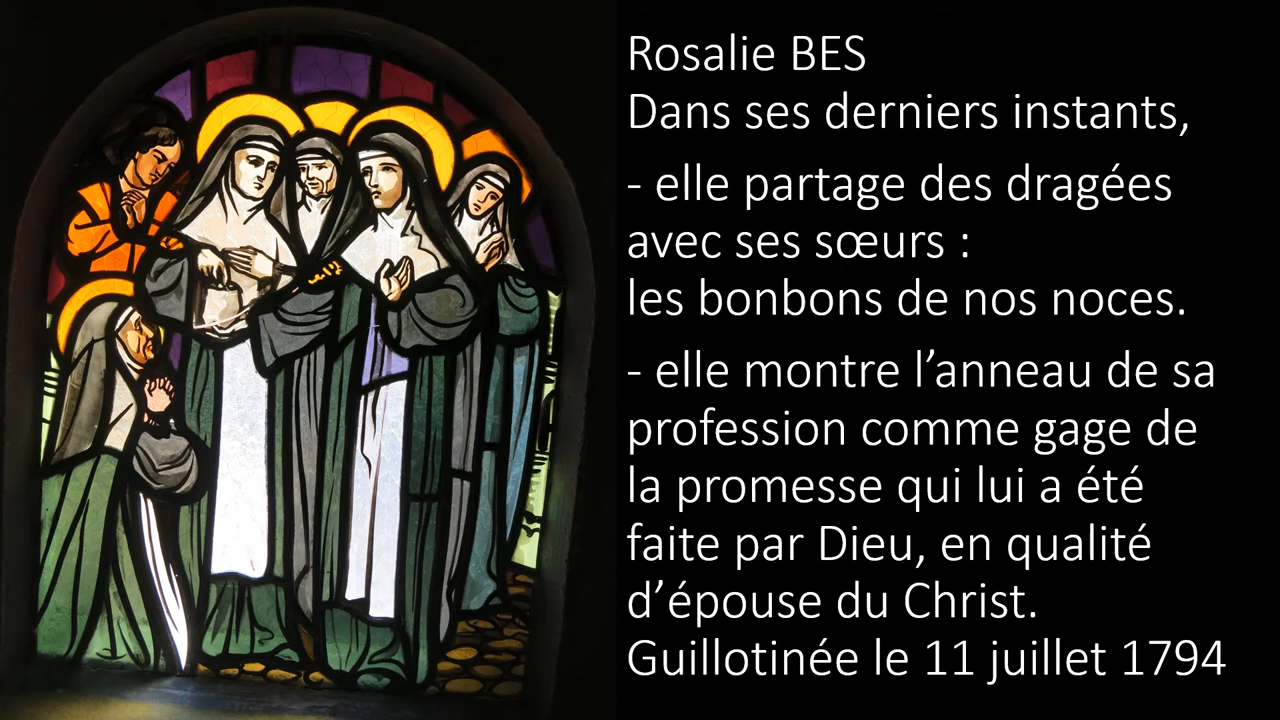 Rosalie BES
Dans ses derniers instants,
- elle partage des dragées
avec ses sœurs :
les bonbons de nos noces.
- elle montre l’anneau de sa
profession comme gage de
la promesse qui lui a été
faite par Dieu, en qualité
d’épouse du Christ.
Guillotinée le 11 juillet 1794